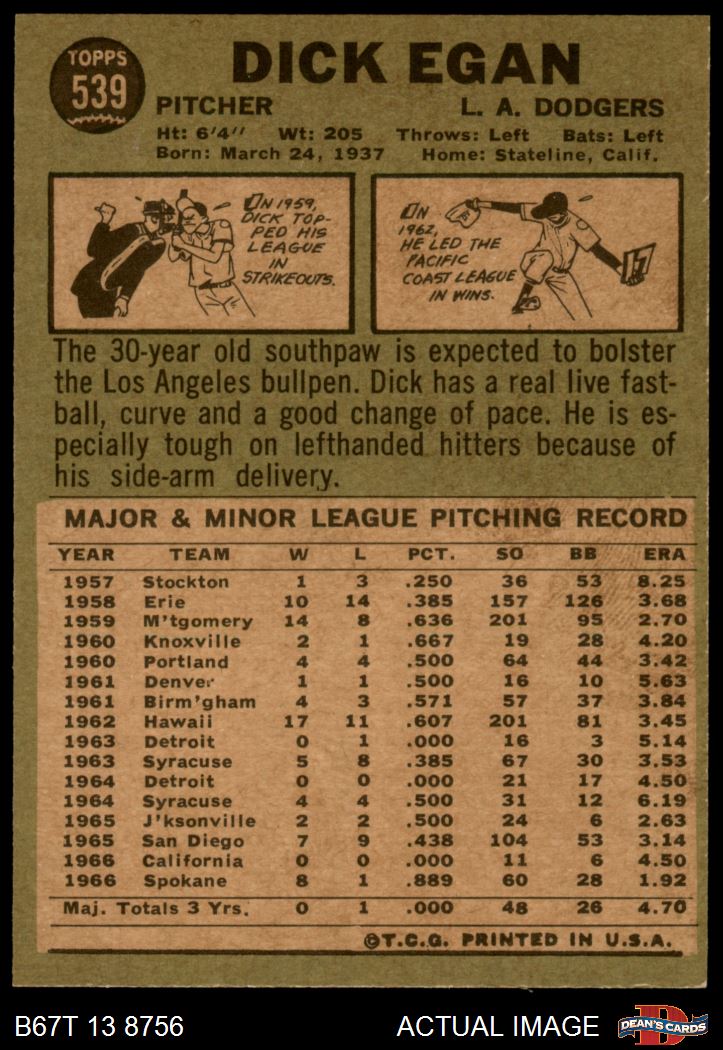 TOPPS
539
DICK EGAN
PITCHER L. A. DODGERS
Ht: 6'4" Wt: 205 Throws: Left Bats: Left
Born: March 24, 1937 Home: Stateline, Calif.
IN 1959,
DICK TOP-
PED HIS
LEAGUE
IN
STRIKEOUTS.
IN
1962,
HE LED THE
PACIFIC
COAST LEAGUE
IN WINS.
17
The 30-year old southpaw is expected to bolster
the Los Angeles bullpen. Dick has a real live fast-
ball, curve and a good change of pace. He is es-
pecially tough on lefthanded hitters because of
his side-arm delivery.
MAJOR & MINOR LEAGUE PITCHING RECORD
YEAR TEAM W L PCT. SO BB ERA
1957 Stockton 1 3 .250 36 53 8.25
1958 Erie 10 14 .385 157 126 3.68
1959 M'tgomery 14 8 .636 201 95 2.70
1960 Knoxville 2 1 .667 19 28 4.20
1960 Portland 4 4 .500 64 44 3.42
1961 Denver 1 1 .500 16 10 5.63
1961 Birm'gham 4 3 .571 57 37 3.84
1962 Hawaii 17 11 .607 201 81 3.45
1963 Detroit 0 1 .000 16 3 5.14
1963 Syracuse 5 8 .385 67 30 3.53
1964 Detroit 0 0 .000 21 17 4.50
1964 Syracuse 4 4 .500 31 12 6.19
1965 J'ksonville 2 2 .500 24 6 2.63
1965 San Diego 7 9 .438 104 53 3.14
1966 California 0 0 .000 11 6 4.50
1966 Spokane 8 1 .889 60 28 1.92
Maj. Totals 3 Yrs. 0 1 .000 48 26 4.70
©T.C.G. PRINTED IN U.S.A.
B67T 13 8756 ACTUAL IMAGE DEAN'S CARDS